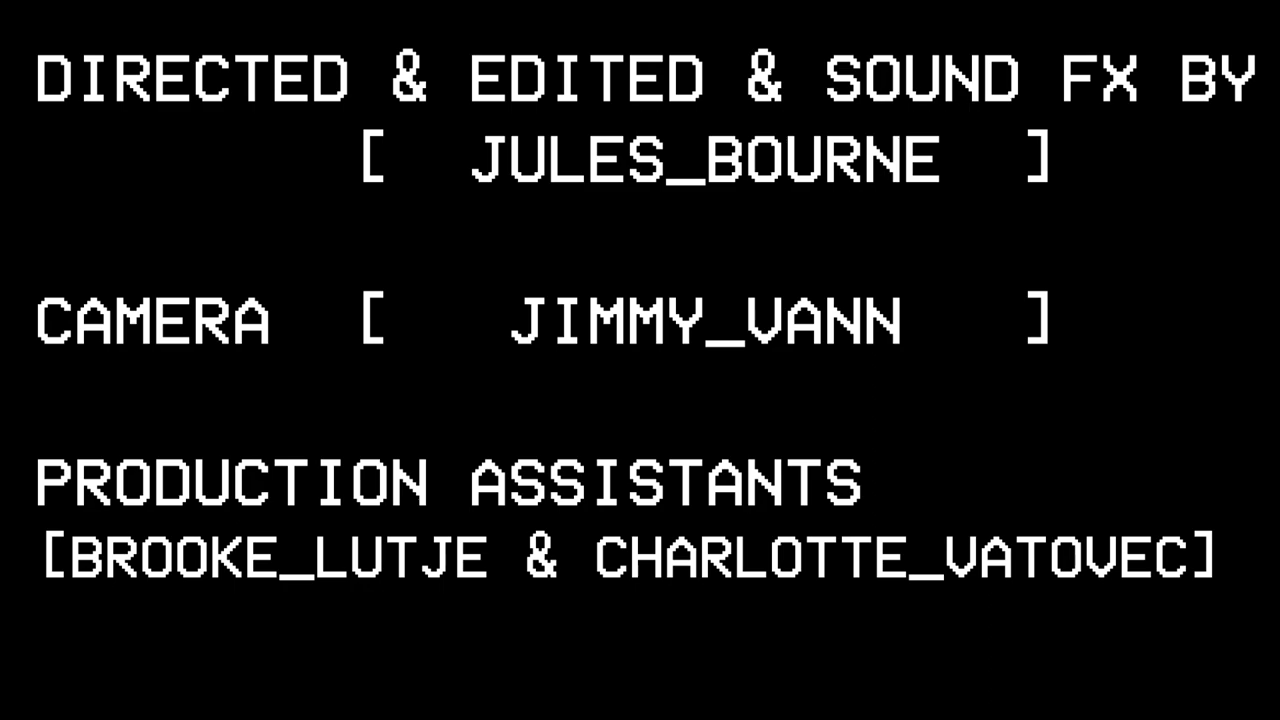 DIRECTED & EDITED & SOUND FX BY
[ JULES_BOURNE ]
CAMERA [ JIMMY_VANN ]
PRODUCTION ASSISTANTS
[BROOKE_LUTJE & CHARLOTTE_VATOVEC]